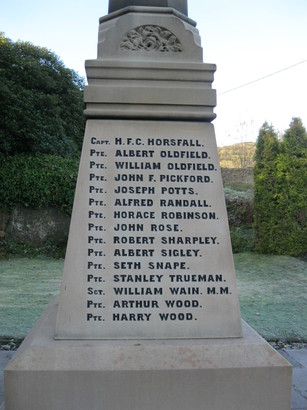 CAPT. H.F.C. HORSFALL.
PTE. ALBERT OLDFIELD.
PTE. WILLIAM OLDFIELD.
PTE. JOHN F. PICKFORD.
PTE. JOSEPH POTTS.
PTE. ALFRED RANDALL.
PTE. HORACE ROBINSON.
PTE. JOHN ROSE.
PTE. ROBERT SHARPLEY.
PTE. ALBERT SIGLEY.
PTE. SETH SNAPE.
PTE. STANLEY TRUEMAN.
SGT. WILLIAM WAIN. M.M.
PTE. ARTHUR WOOD.
PTE. HARRY WOOD.